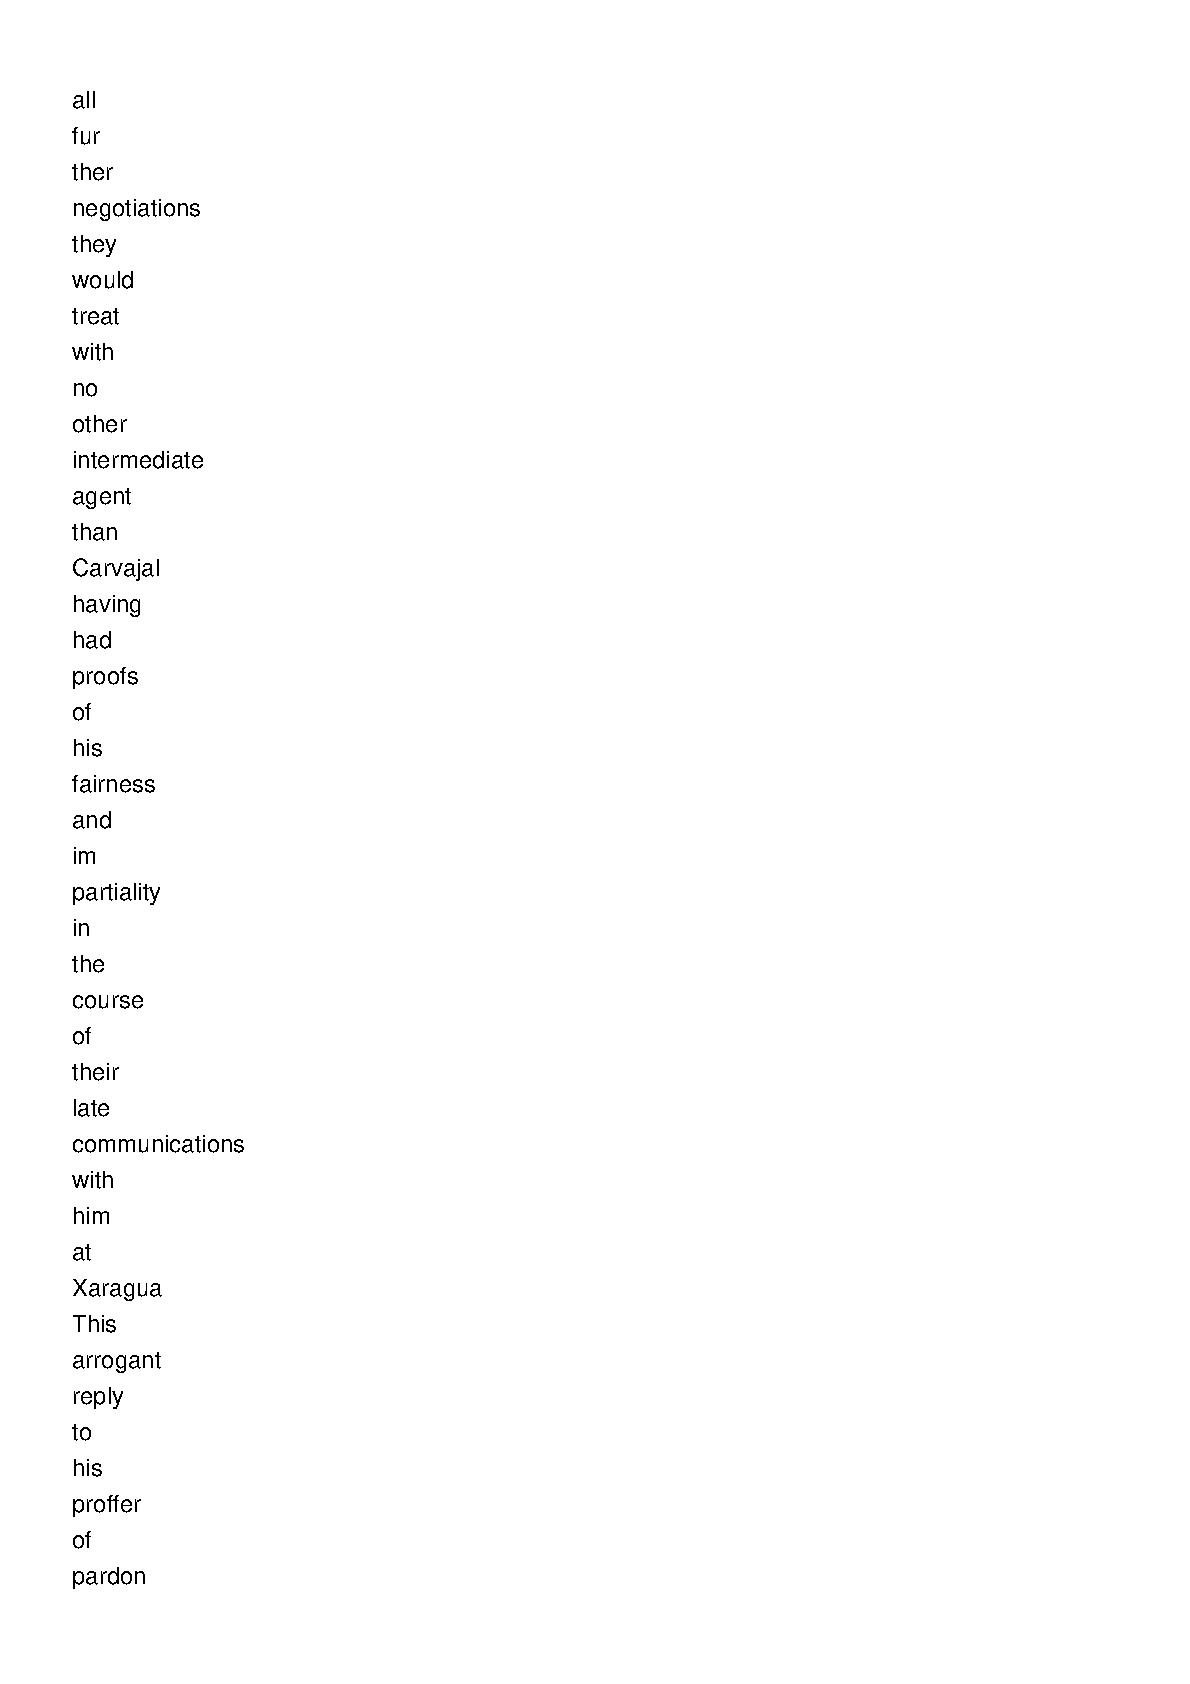 all
fur
ther
negotiations
they
would
treat
with
no
other
intermediate
agent
than
Carvajal
having
had
proofs
of
his
fairness
and
im
partiality
in
the
course
of
their
late
communications
with
him
at
Xaragua
This
arrogant
reply
to
his
proffer
of
pardon